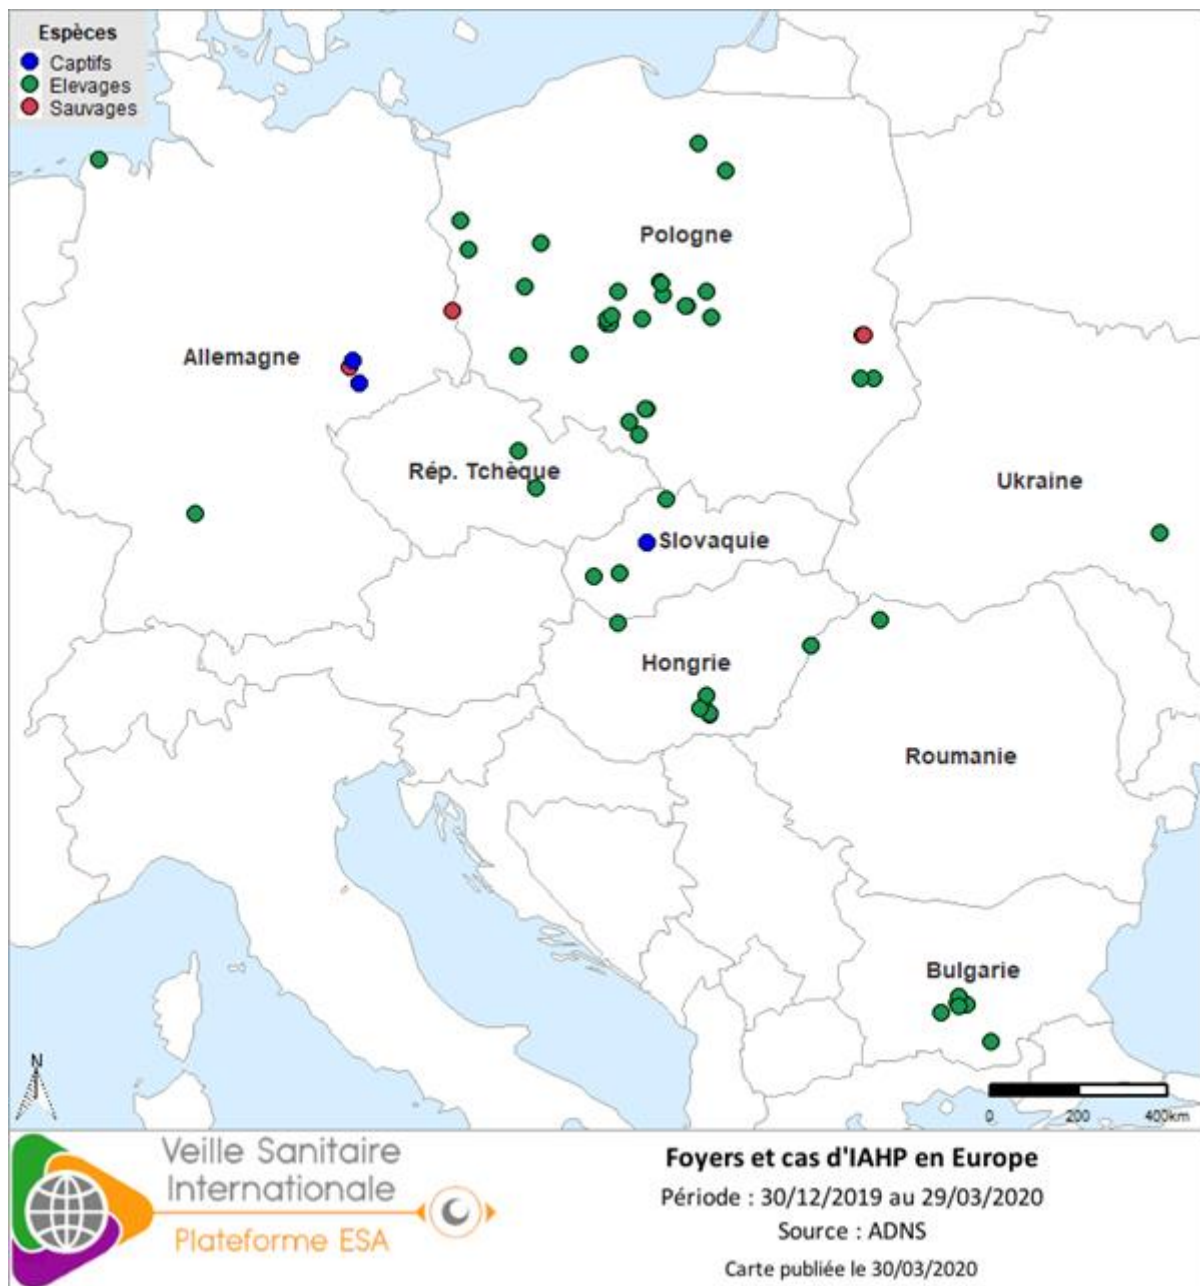 Espèces
Captifs
Elevages
Sauvages
Pologne
Allemagne
Rép. Tchèque
Ukraine
Slovaquie
Hongrie
Roumanie
Bulgarie
N
0 200 400km
Veille Sanitaire
Internationale
Plateforme ESA
Foyers et cas d'IAHP en Europe
Période : 30/12/2019 au 29/03/2020
Source : ADNS
Carte publiée le 30/03/2020